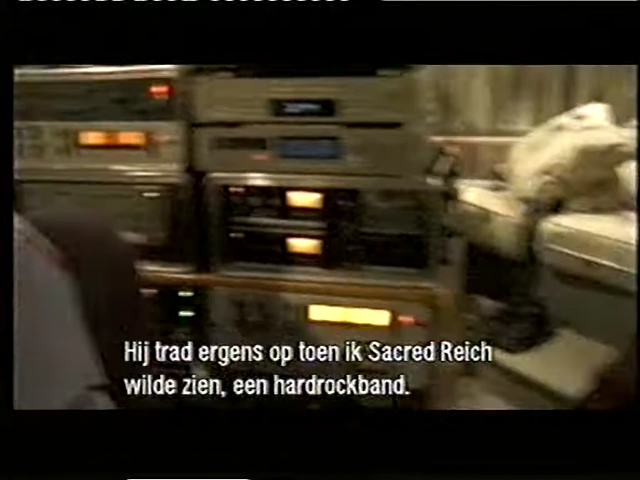 Hij trad ergens op toen ik Sacred Reich
wilde zien, een hardrockband.